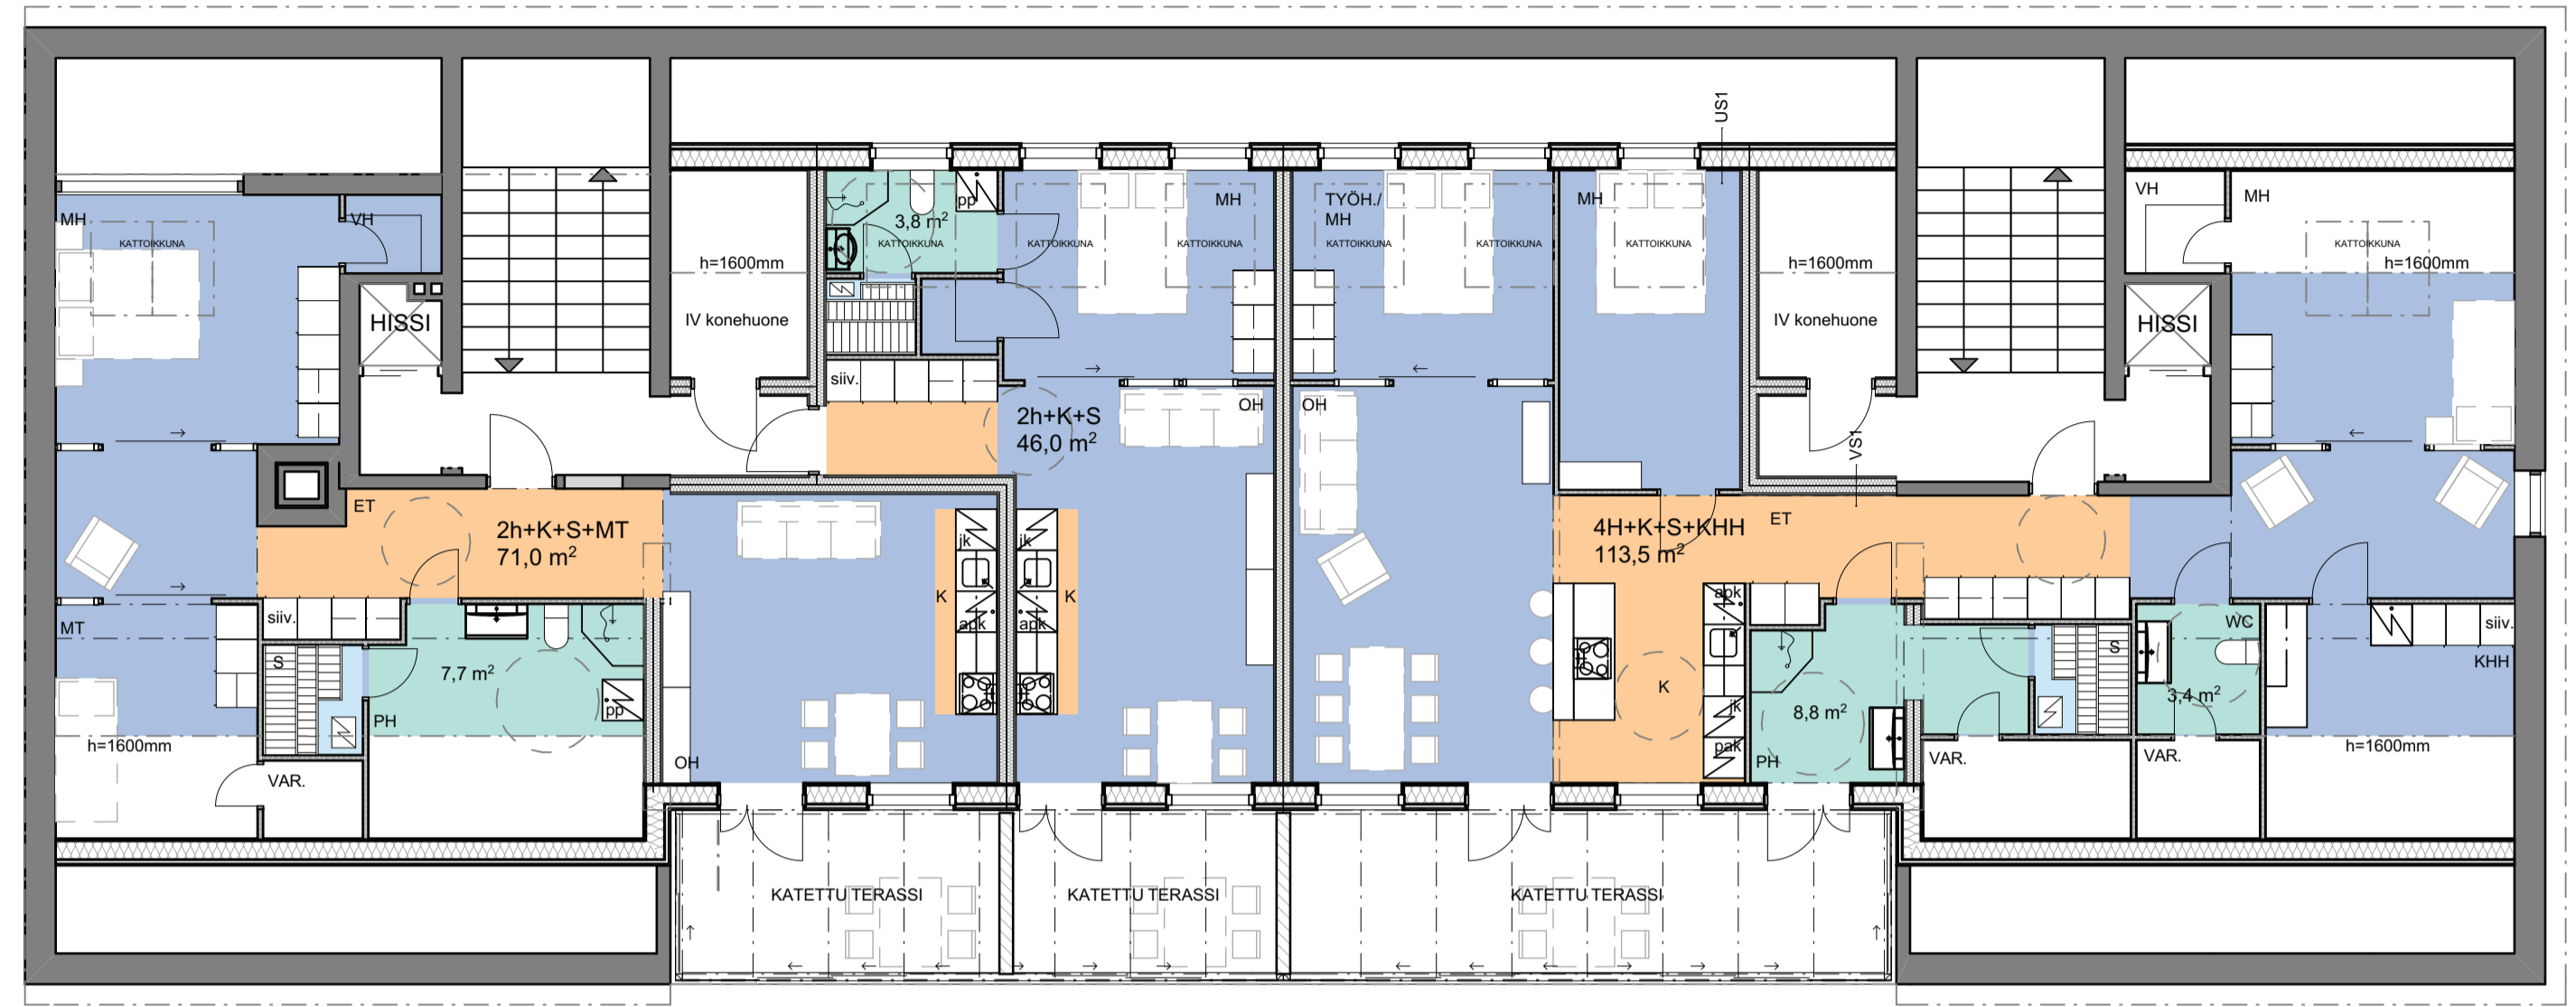 US1
MH
KATTOIKKUNA
VH
HISSI
h=1600mm
IV konehuone
3,8 m²
pp
KATTOIKKUNA
KATTOIKKUNA
KATTOIKKUNA
MH
TYÖH./
MH
KATTOIKKUNA
KATTOIKKUNA
MH
KATTOIKKUNA
h=1600mm
IV konehuone
VH
MH
KATTOIKKUNA
h=1600mm
HISSI
siiv.
2h+K+S
46,0 m²
OH
OH
VS1
ET
2h+K+S+MT
71,0 m²
jk
jk
K
K
apk
apk
4H+K+S+KHH
113,5 m²
ET
apk
K
jk
pak
MT
siiv.
S
7,7 m²
PH
pp
h=1600mm
VAR.
OH
8,8 m²
PH
S
WC
3,4 m²
siiv.
KHH
h=1600mm
VAR.
VAR.
KATETTU TERASSI
KATETTU TERASSI
KATETTU TERASSI